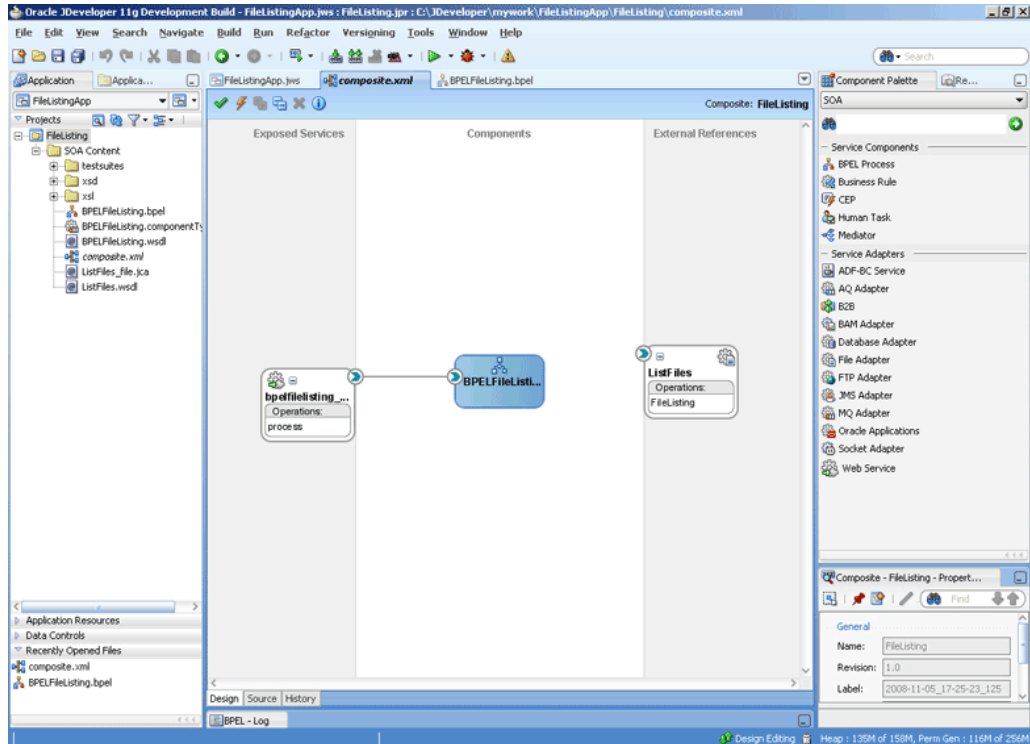 Oracle JDeveloper 11g Development Build - FileListingApp.jws : FileListing.jpr : C:\JDeveloper\mywork\FileListingApp\FileListing\composite.xml
File Edit View Search Navigate Build Run Refactor Versioning Tools Window Help
Search
Application
Applica...
FileListingApp
Projects
FileListing
SOA Content
testsuites
xsd
xsl
BPELFileListing.bpel
BPELFileListing.componentTy
BPELFileListing.wsdl
composite.xml
ListFiles_file.jca
ListFiles.wsdl
Application Resources
Data Controls
Recently Opened Files
composite.xml
BPELFileListing.bpel
FileListingApp.jws
composite.xml
BPELFileListing.bpel
Composite: FileListing
Exposed Services
Components
External References
bpelfilelisting_...
Operations:
process
BPELFileListi...
ListFiles
Operations:
FileListing
Design Source History
BPEL - Log
Component Palette
Re...
SOA
Service Components
BPEL Process
Business Rule
CEP
Human Task
Mediator
Service Adapters
ADF-BC Service
AQ Adapter
B2B
BAM Adapter
Database Adapter
File Adapter
FTP Adapter
JMS Adapter
MQ Adapter
Oracle Applications
Socket Adapter
Web Service
Composite - FileListing - Propert...
Find
General
Name: FileListing
Revision: 1.0
Label: 2008-11-05_17-25-23_125
Design Editing
Heap : 135M of 158M, Perm Gen : 116M of 256M